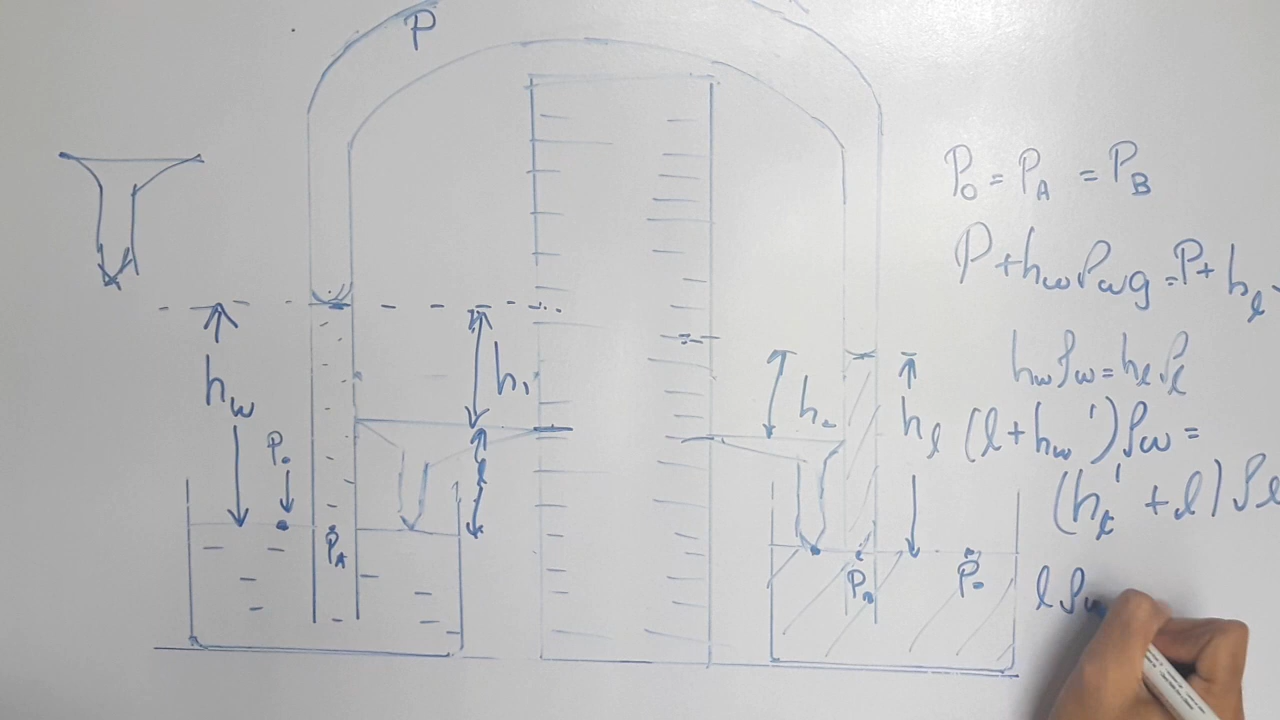 P
P₀ = P_A = P_B
P + h_w ρ_w g = P + h_ℓ
h_w ρ_w = h_ℓ ρ_ℓ
(ℓ + h_w') ρ_w =
(h_ℓ' + ℓ) ρ_ℓ
ℓ ρ_w
h_w
h₁
h₂
h_ℓ
P₀
ℓ
P_A
P_B
P₀